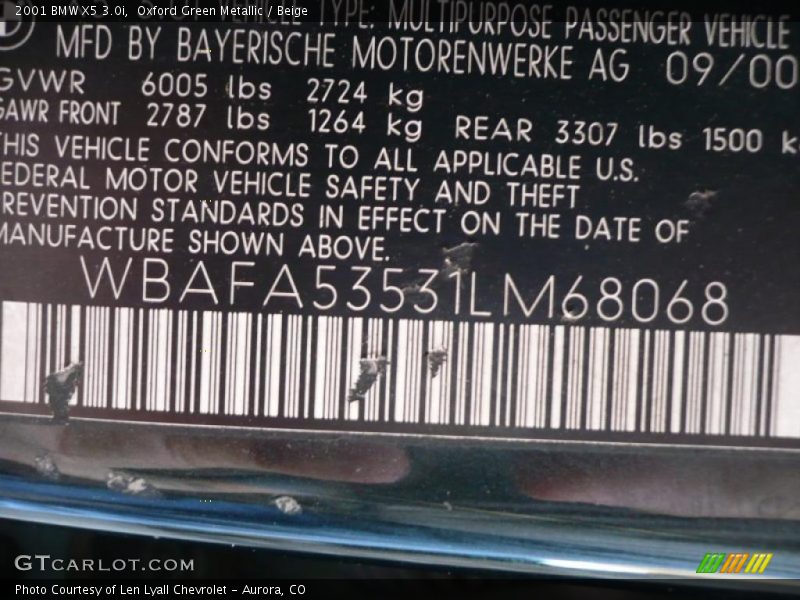 2001 BMW X5 3.0i, Oxford Green Metallic / Beige
TYPE: MULTIPURPOSE PASSENGER VEHICLE
MFD BY BAYERISCHE MOTORENWERKE AG 09/00
GVWR 6005 lbs 2724 kg
GAWR FRONT 2787 lbs 1264 kg REAR 3307 lbs 1500 k
THIS VEHICLE CONFORMS TO ALL APPLICABLE U.S.
EDERAL MOTOR VEHICLE SAFETY AND THEFT
REVENTION STANDARDS IN EFFECT ON THE DATE OF
MANUFACTURE SHOWN ABOVE.
WBAFA53531LM68068
GTCARLOT.COM
Photo Courtesy of Len Lyall Chevrolet - Aurora, CO